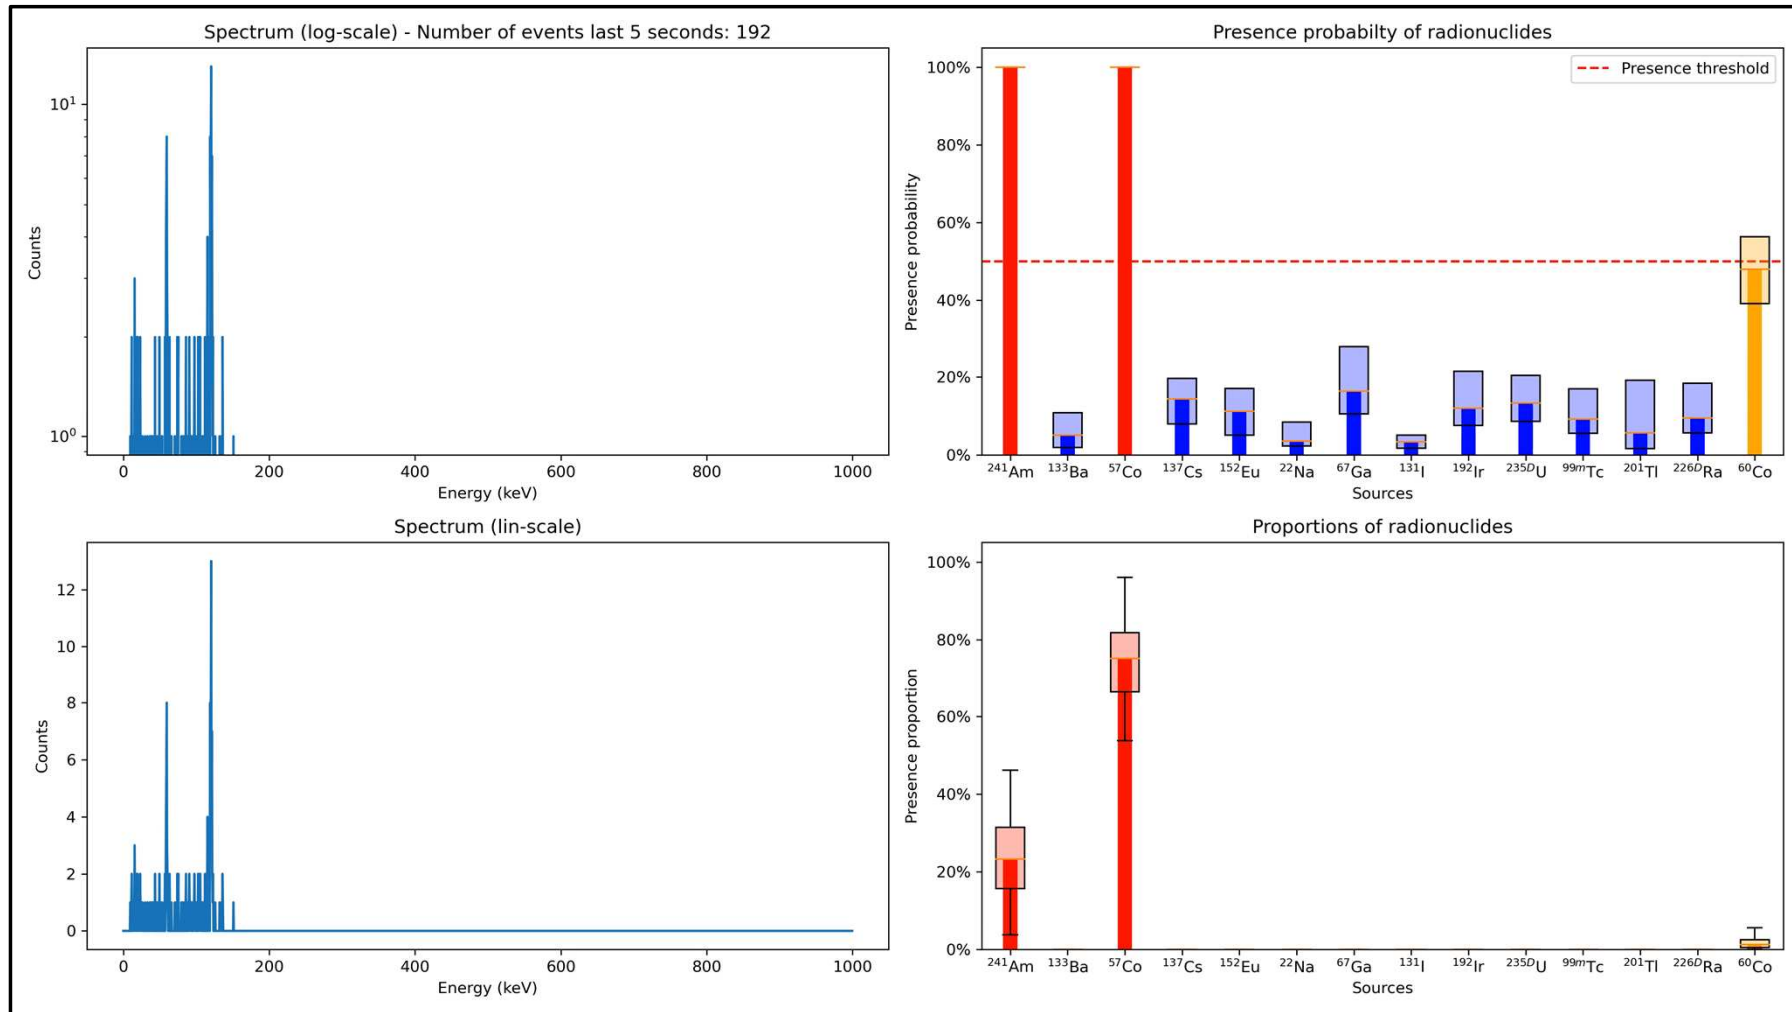 Spectrum (log-scale) - Number of events last 5 seconds: 192
10¹
10⁰
Counts
0 200 400 600 800 1000
Energy (keV)
Presence probabilty of radionuclides
Presence threshold
100%
80%
60%
40%
20%
0%
Presence probability
²⁴¹Am ¹³³Ba ⁵⁷Co ¹³⁷Cs ¹⁵²Eu ²²Na ⁶⁷Ga ¹³¹I ¹⁹²Ir ²³⁵ᴰU ⁹⁹ᵐTc ²⁰¹Tl ²²⁶ᴰRa ⁶⁰Co
Sources
Spectrum (lin-scale)
12
10
8
6
4
2
0
Counts
0 200 400 600 800 1000
Energy (keV)
Proportions of radionuclides
100%
80%
60%
40%
20%
0%
Presence proportion
²⁴¹Am ¹³³Ba ⁵⁷Co ¹³⁷Cs ¹⁵²Eu ²²Na ⁶⁷Ga ¹³¹I ¹⁹²Ir ²³⁵ᴰU ⁹⁹ᵐTc ²⁰¹Tl ²²⁶ᴰRa ⁶⁰Co
Sources